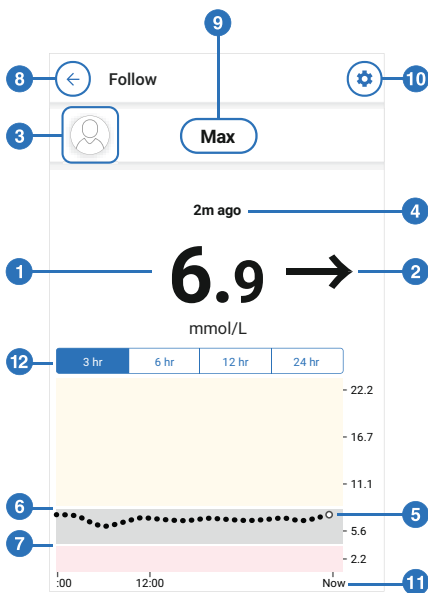 9
8 Follow 10
3 Max
2m ago 4
1 6.9 2
mmol/L
12 3 hr 6 hr 12 hr 24 hr
22.2
16.7
11.1
6 5
5.6
7
2.2
:00 12:00 Now 11